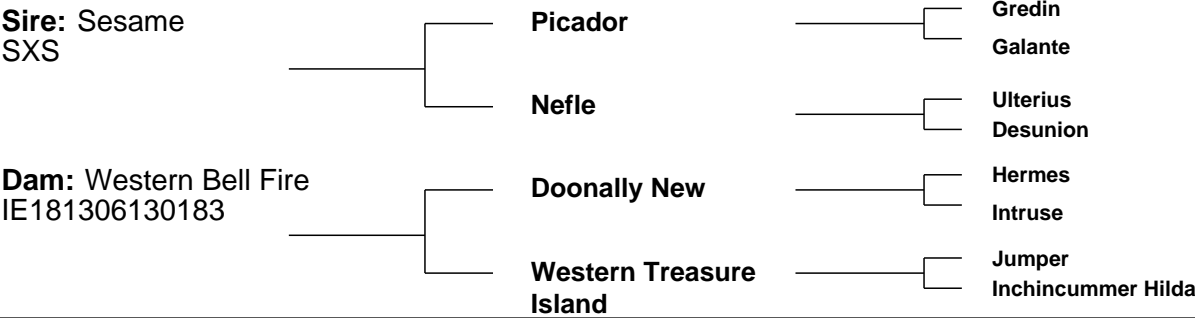 Sire: Sesame
SXS
Picador
Gredin
Galante
Nefle
Ulterius
Desunion
Dam: Western Bell Fire
IE181306130183
Doonally New
Hermes
Intruse
Western Treasure
Island
Jumper
Inchincummer Hilda